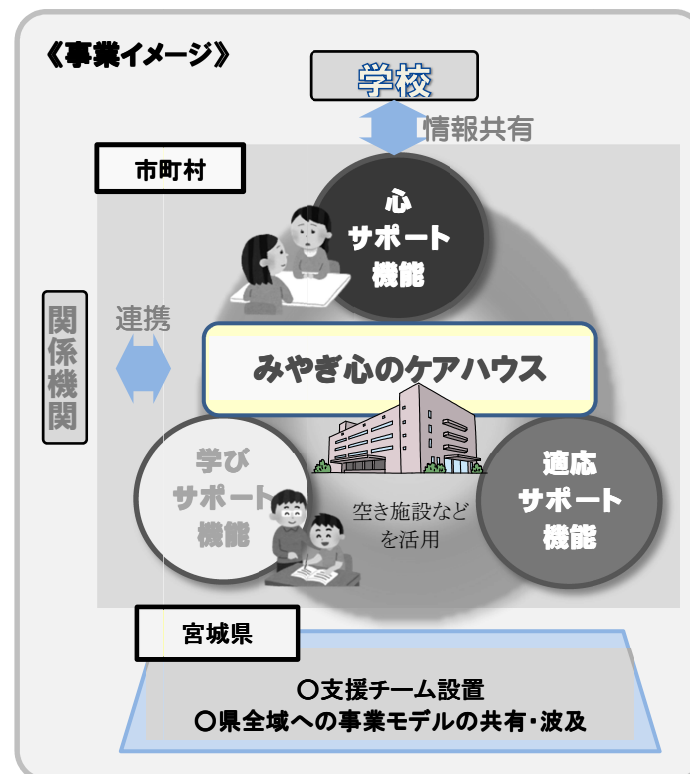 《事業イメージ》
学校
情報共有
市町村
心
サポート
機能
関係機関
連携
みやぎ心のケアハウス
学び
サポート
機能
空き施設など
を活用
適応
サポート
機能
宮城県
〇支援チーム設置
〇県全域への事業モデルの共有・波及